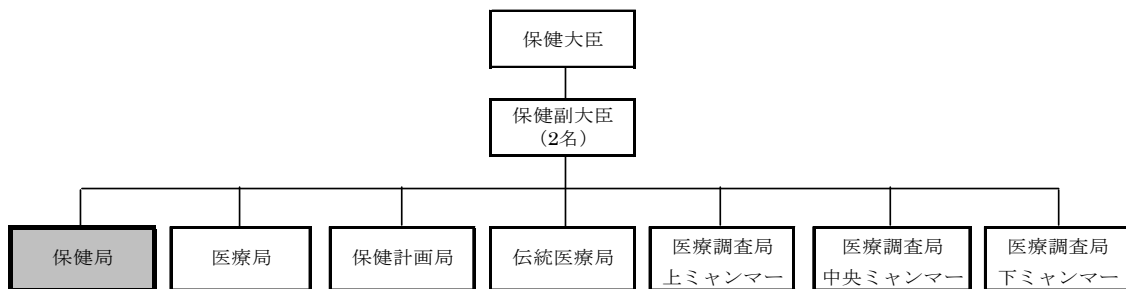 保健大臣
保健副大臣
（2名）
保健局
医療局
保健計画局
伝統医療局
医療調査局
上ミャンマー
医療調査局
中央ミャンマー
医療調査局
下ミャンマー